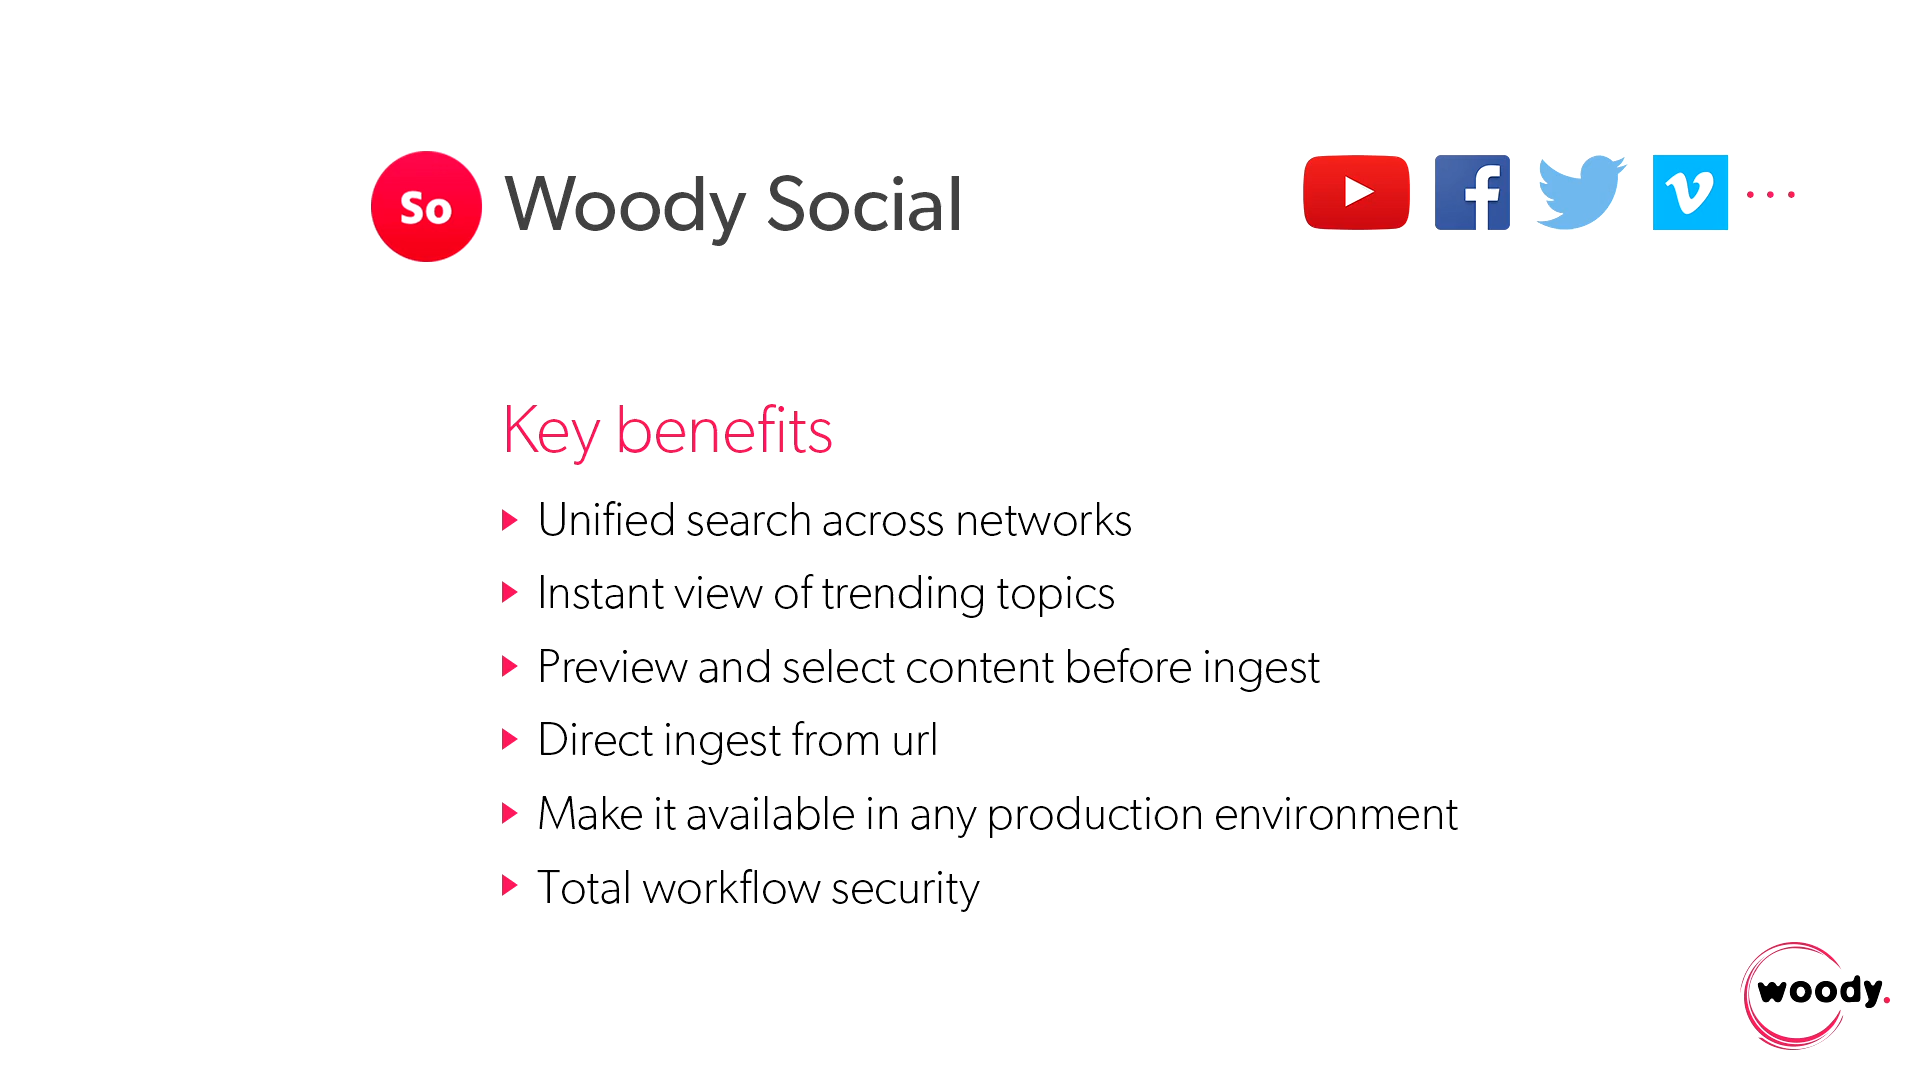 So
Woody Social
Key benefits
Unified search across networks
Instant view of trending topics
Preview and select content before ingest
Direct ingest from url
Make it available in any production environment
Total workflow security
woody.